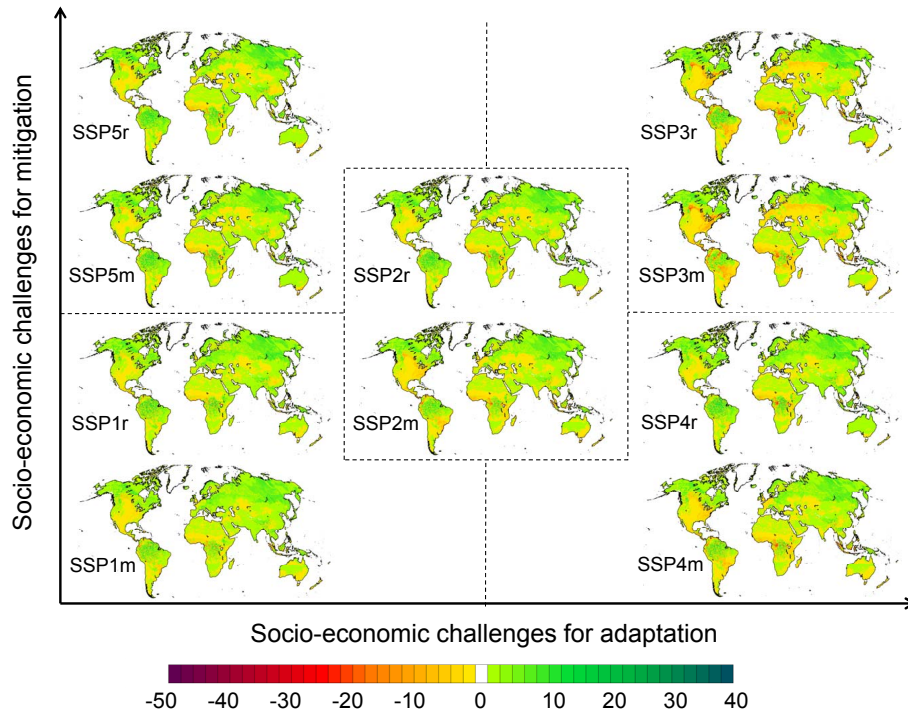 Socio-economic challenges for mitigation
SSP5r
SSP3r
SSP5m
SSP2r
SSP3m
SSP1r
SSP2m
SSP4r
SSP1m
SSP4m
Socio-economic challenges for adaptation
-50 -40 -30 -20 -10 0 10 20 30 40